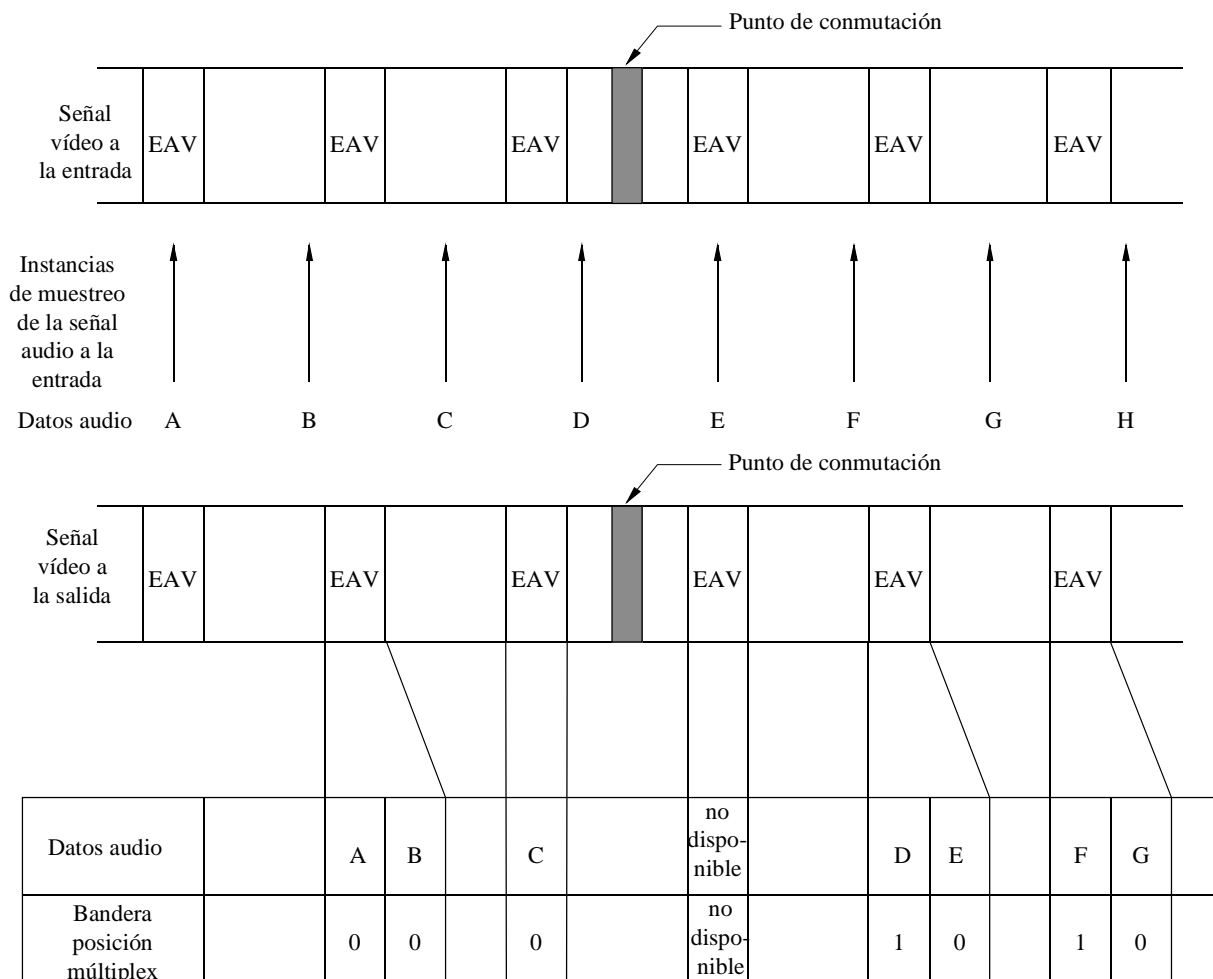 Punto de conmutación
Señal
vídeo a
la entrada
EAV EAV EAV EAV EAV EAV
Instancias
de muestreo
de la señal
audio a la
entrada
Datos audio A B C D E F G H
Punto de conmutación
Señal
vídeo a
la salida
EAV EAV EAV EAV EAV EAV
Datos audio A B C no dispo- nible D E F G
Bandera
posición
múltiplex
0 0 0 no dispo- nible 1 0 1 0